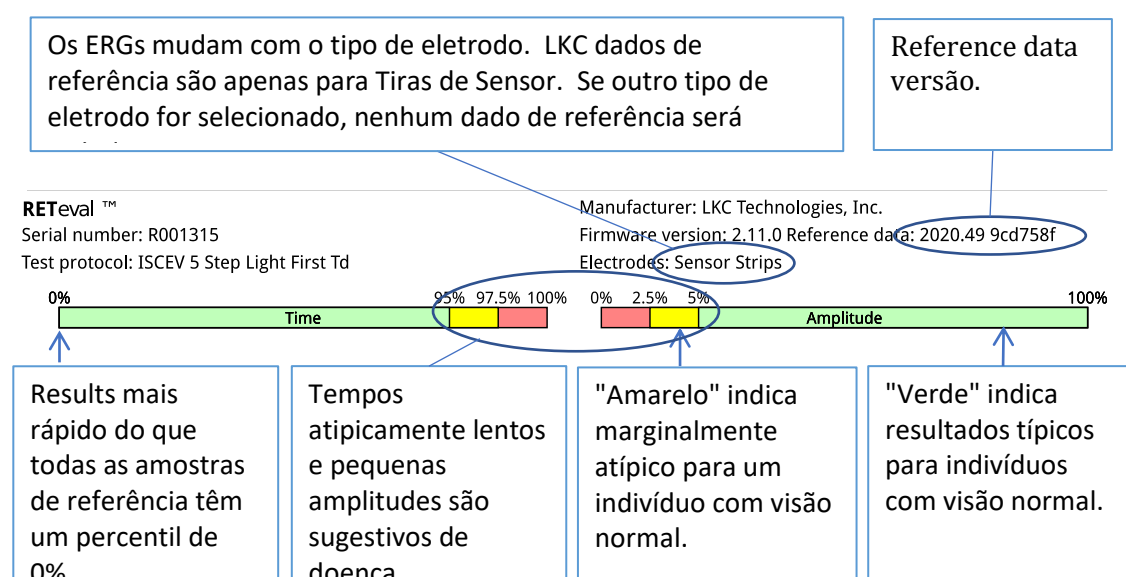 Os ERGs mudam com o tipo de eletrodo. LKC dados de
referência são apenas para Tiras de Sensor. Se outro tipo de
eletrodo for selecionado, nenhum dado de referência será
Reference data
versão.
RETeval ™
Serial number: R001315
Test protocol: ISCEV 5 Step Light First Td
Manufacturer: LKC Technologies, Inc.
Firmware version: 2.11.0 Reference data: 2020.49 9cd758f
Electrodes: Sensor Strips
0% 95% 97.5% 100%
Time
0% 2.5% 5% 100%
Amplitude
Results mais
rápido do que
todas as amostras
de referência têm
um percentil de
0%
Tempos
atipicamente lentos
e pequenas
amplitudes são
sugestivos de
doença
"Amarelo" indica
marginalmente
atípico para um
indivíduo com visão
normal.
"Verde" indica
resultados típicos
para indivíduos
com visão normal.